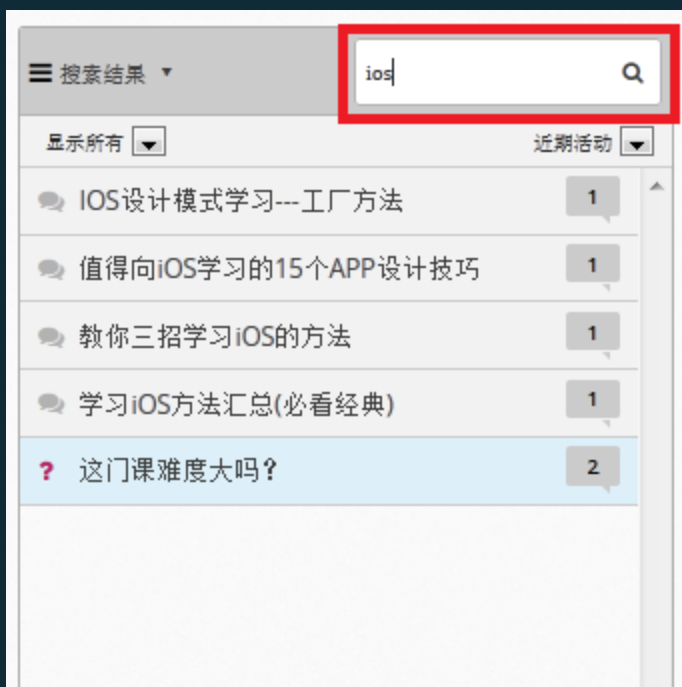 搜索结果
ios
显示所有
近期活动
IOS设计模式学习---工厂方法
1
值得向iOS学习的15个APP设计技巧
1
教你三招学习iOS的方法
1
学习iOS方法汇总(必看经典)
1
? 这门课难度大吗？
2